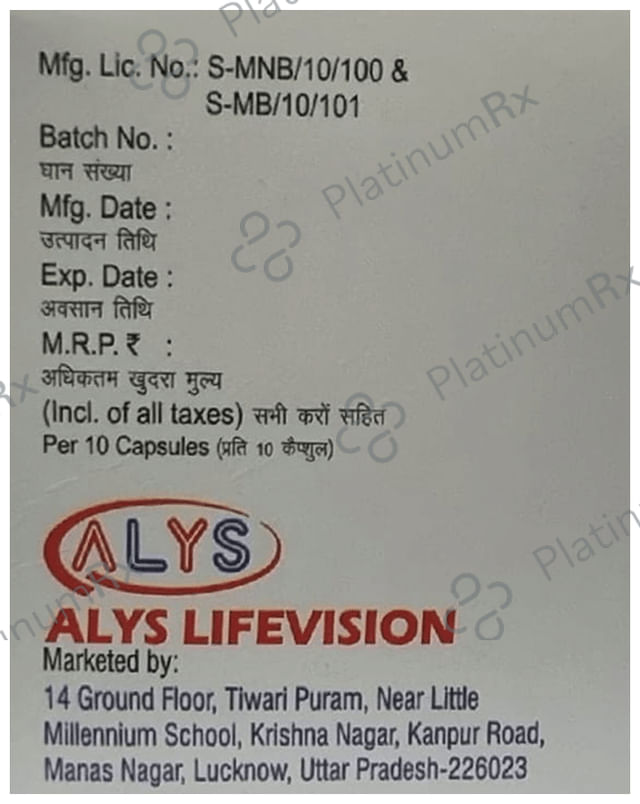 Mfg. Lic. No.: S-MNB/10/100 &
S-MB/10/101
Batch No. :
घान संख्या
Mfg. Date :
उत्पादन तिथि
Exp. Date :
अवसान तिथि
M.R.P. ₹ :
अधिकतम खुदरा मुल्य
(Incl. of all taxes) सभी करों सहित
Per 10 Capsules (प्रति 10 कैप्शुल)
ALYS
ALYS LIFEVISION
Marketed by:
14 Ground Floor, Tiwari Puram, Near Little
Millennium School, Krishna Nagar, Kanpur Road,
Manas Nagar, Lucknow, Uttar Pradesh-226023
PlatinumRx
PlatinumRx